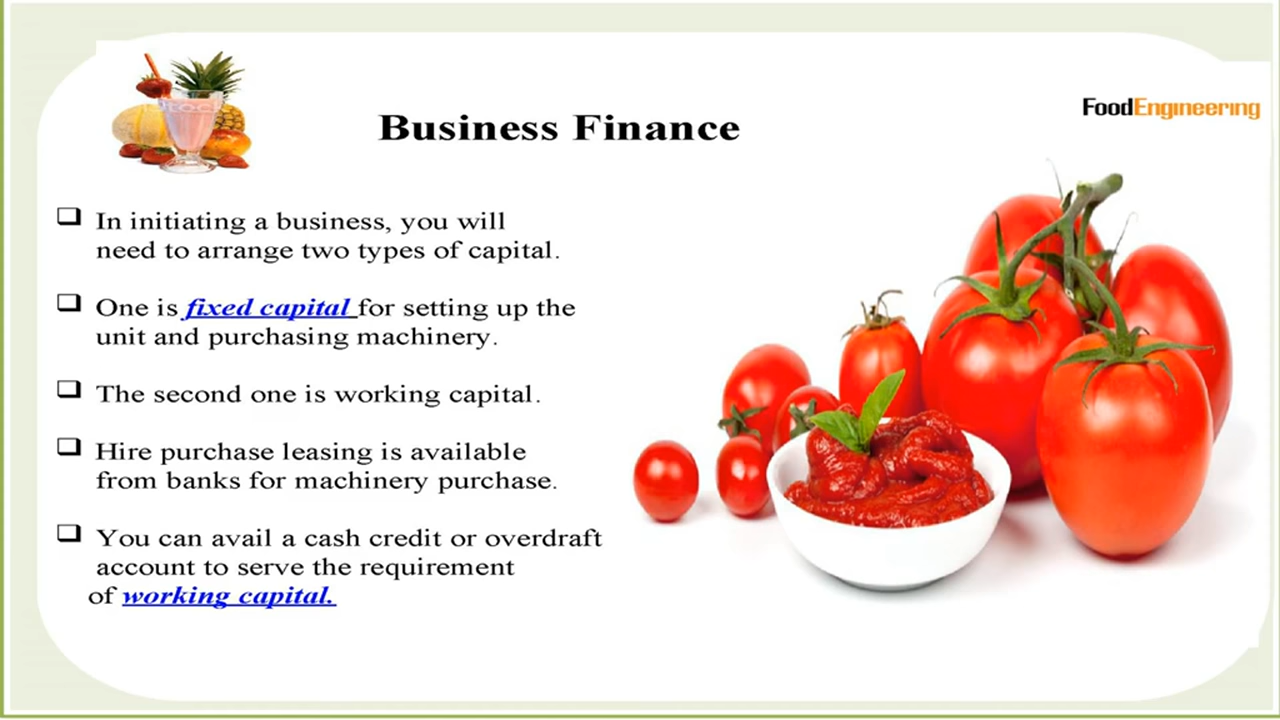 Business Finance
FoodEngineering
In initiating a business, you will
need to arrange two types of capital.
One is fixed capital for setting up the
unit and purchasing machinery.
The second one is working capital.
Hire purchase leasing is available
from banks for machinery purchase.
You can avail a cash credit or overdraft
account to serve the requirement
of working capital.